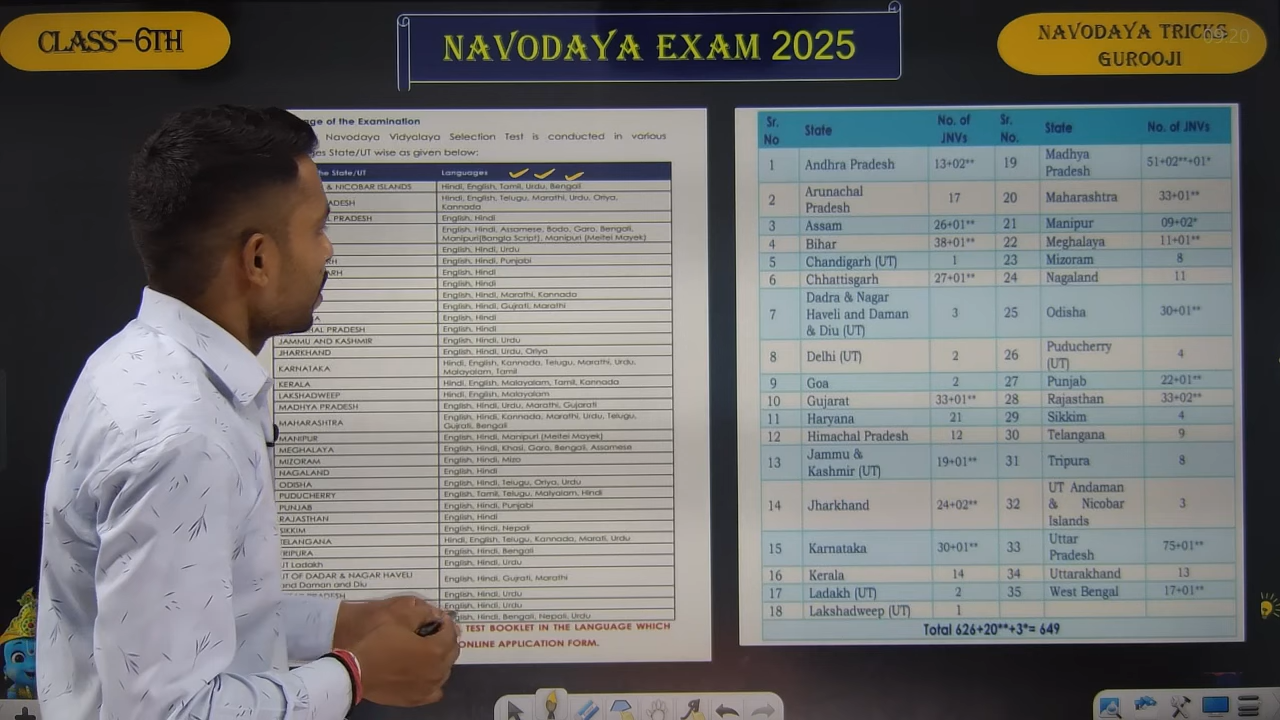 CLASS-6TH
NAVODAYA EXAM 2025
NAVODAYA TRICKS
GUROOJI
09:20
ge of the Examination
Navodaya Vidyalaya Selection Test is conducted in various
es State/UT wise as given below:
he State/UT Languages
& NICOBAR ISLANDS Hindi, English, Tamil, Urdu, Bengali
ADESH Hindi, English, Telugu, Marathi, Urdu, Oriya,
Kannada
L PRADESH English, Hindi
English, Hindi, Assamese, Bodo, Garo, Bengali,
Manipuri(Bangla Script), Manipuri (Meitei Mayek)
English, Hindi, Urdu
H English, Hindi, Punjabi
ARH English, Hindi
English, Hindi
English, Hindi, Marathi, Kannada
English, Hindi, Gujrati, Marathi
A English, Hindi
HAL PRADESH English, Hindi
JAMMU AND KASHMIR English, Hindi, Urdu
JHARKHAND English, Hindi, Urdu, Oriya
KARNATAKA Hindi, English, Kannada, Telugu, Marathi, Urdu,
Malayalam, Tamil
KERALA English, Hindi, Malayalam, Tamil, Kannada
LAKSHADWEEP Hindi, English, Malayalam
MADHYA PRADESH English, Hindi, Urdu, Marathi, Gujarati
MAHARASHTRA English, Hindi, Kannada, Marathi, Urdu, Telugu,
Gujrati, Bengali
MANIPUR English, Hindi, Manipuri (Meitei Mayek)
MEGHALAYA English, Hindi, Khasi, Garo, Bengali, Assamese
MIZORAM English, Hindi, Mizo
NAGALAND English, Hindi
ODISHA English, Hindi, Telugu, Oriya, Urdu
PUDUCHERRY English, Tamil, Telugu, Malyalam, Hindi
PUNJAB English, Hindi, Punjabi
RAJASTHAN English, Hindi
SIKKIM English, Hindi, Nepali
TELANGANA Hindi, English, Telugu, Kannada, Marati, Urdu
TRIPURA English, Hindi, Bengali
UT Ladakh English, Hindi, Urdu
UT OF DADAR & NAGAR HAVELI
and Daman and Diu English, Hindi, Gujrati, Marathi
PRADESH English, Hindi, Urdu
English, Hindi, Urdu
glish, Hindi, Bengali, Nepali, Urdu
TEST BOOKLET IN THE LANGUAGE WHICH
ONLINE APPLICATION FORM.
Sr. No State No. of JNVs Sr. No. State No. of JNVs
1 Andhra Pradesh 13+02** 19 Madhya Pradesh 51+02**+01*
2 Arunachal Pradesh 17 20 Maharashtra 33+01**
3 Assam 26+01** 21 Manipur 09+02*
4 Bihar 38+01** 22 Meghalaya 11+01**
5 Chandigarh (UT) 1 23 Mizoram 8
6 Chhattisgarh 27+01** 24 Nagaland 11
7 Dadra & Nagar Haveli and Daman & Diu (UT) 3 25 Odisha 30+01**
8 Delhi (UT) 2 26 Puducherry (UT) 4
9 Goa 2 27 Punjab 22+01**
10 Gujarat 33+01** 28 Rajasthan 33+02**
11 Haryana 21 29 Sikkim 4
12 Himachal Pradesh 12 30 Telangana 9
13 Jammu & Kashmir (UT) 19+01** 31 Tripura 8
14 Jharkhand 24+02** 32 UT Andaman & Nicobar Islands 3
15 Karnataka 30+01** 33 Uttar Pradesh 75+01**
16 Kerala 14 34 Uttarakhand 13
17 Ladakh (UT) 2 35 West Bengal 17+01**
18 Lakshadweep (UT) 1
Total 626+20**+3*= 649